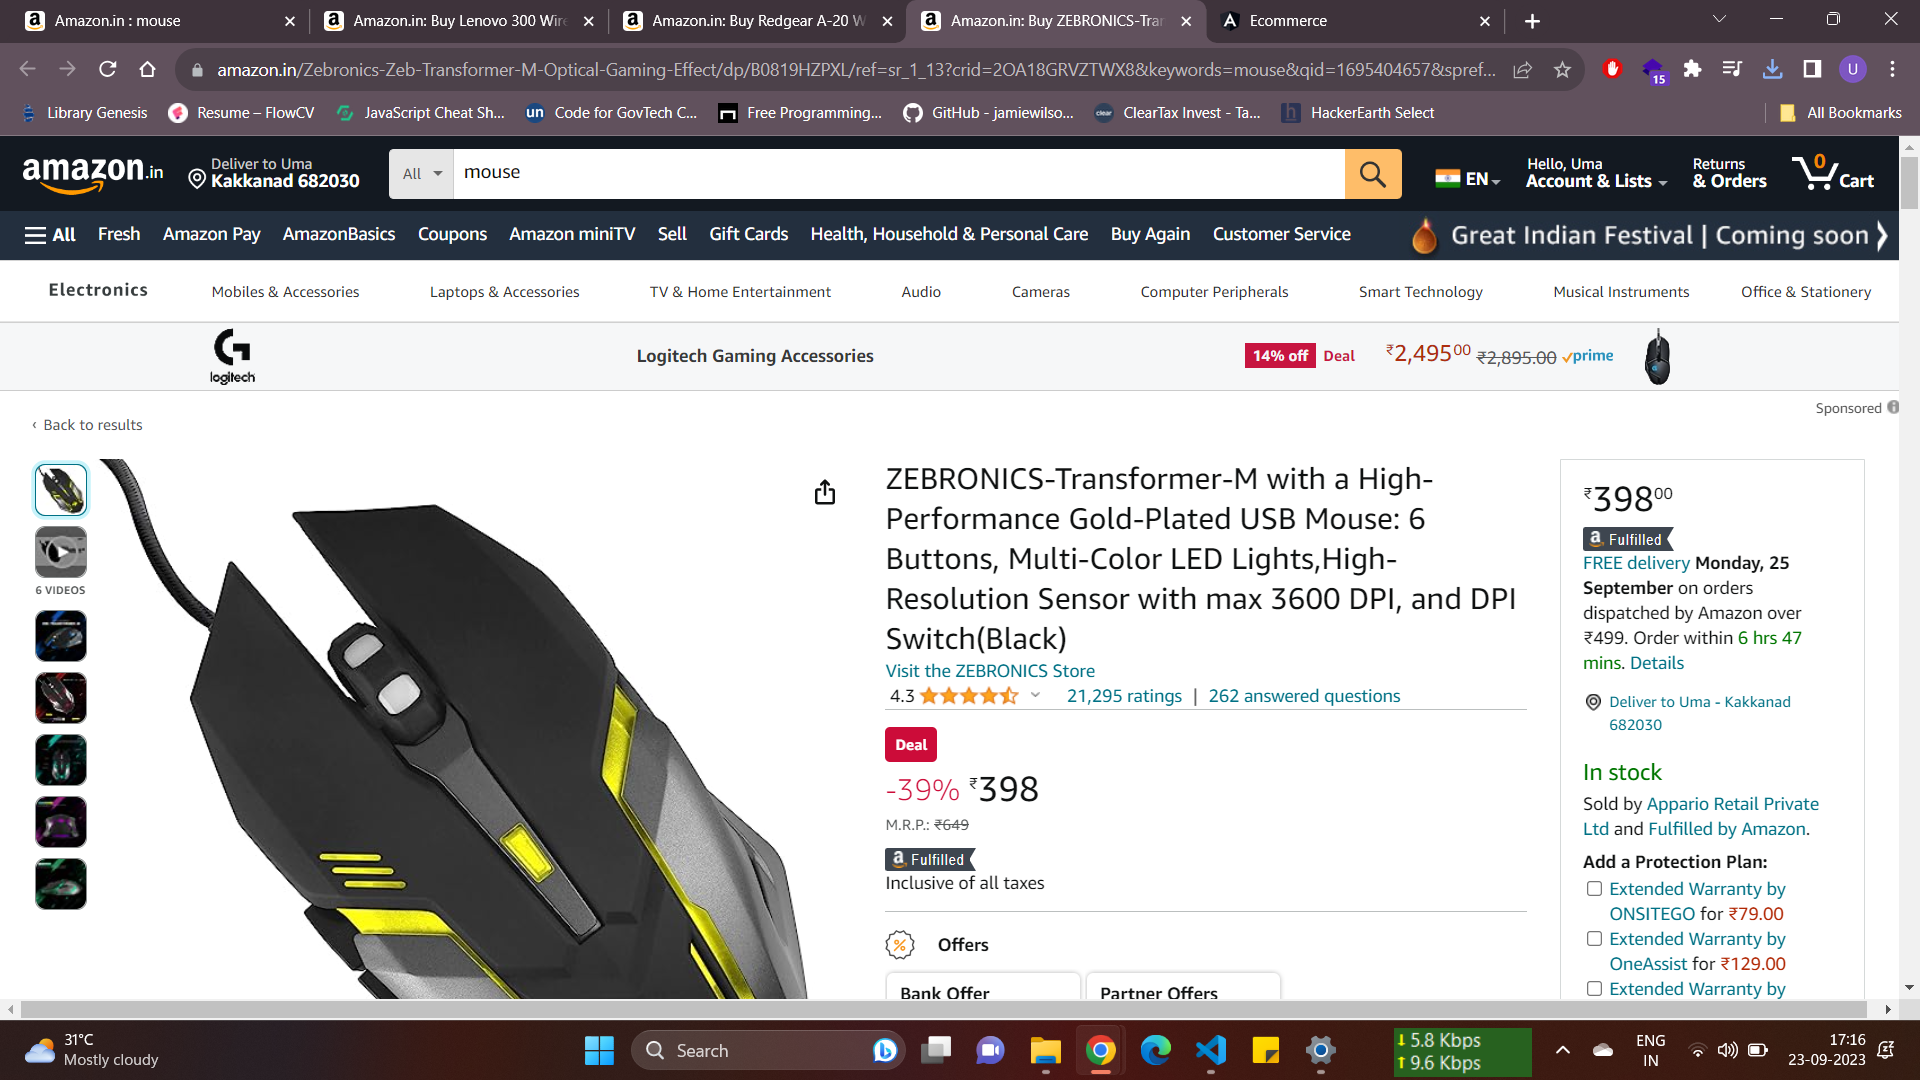 Amazon.in : mouse
Amazon.in: Buy Lenovo 300 Wire
Amazon.in: Buy Redgear A-20 W
Amazon.in: Buy ZEBRONICS-Tran
Ecommerce
amazon.in/Zebronics-Zeb-Transformer-M-Optical-Gaming-Effect/dp/B0819HZPXL/ref=sr_1_13?crid=2OA18GRVZTWX8&keywords=mouse&qid=1695404657&spref...
15
U
Library Genesis
Resume – FlowCV
JavaScript Cheat Sh...
un Code for GovTech C...
Free Programming...
GitHub - jamiewilso...
clear ClearTax Invest - Ta...
h HackerEarth Select
All Bookmarks
amazon.in
Deliver to Uma
Kakkanad 682030
All
mouse
EN
Hello, Uma
Account & Lists
Returns
& Orders
0
Cart
All
Fresh
Amazon Pay
AmazonBasics
Coupons
Amazon miniTV
Sell
Gift Cards
Health, Household & Personal Care
Buy Again
Customer Service
Great Indian Festival | Coming soon
Electronics
Mobiles & Accessories
Laptops & Accessories
TV & Home Entertainment
Audio
Cameras
Computer Peripherals
Smart Technology
Musical Instruments
Office & Stationery
logitech
Logitech Gaming Accessories
14% off
Deal
₹2,49500
₹2,895.00
prime
Sponsored
‹ Back to results
6 VIDEOS
ZEBRONICS-Transformer-M with a High-
Performance Gold-Plated USB Mouse: 6
Buttons, Multi-Color LED Lights,High-
Resolution Sensor with max 3600 DPI, and DPI
Switch(Black)
Visit the ZEBRONICS Store
4.3
21,295 ratings | 262 answered questions
Deal
-39% ₹398
M.R.P.: ₹649
a Fulfilled
Inclusive of all taxes
% Offers
Bank Offer
Partner Offers
₹39800
a Fulfilled
FREE delivery Monday, 25
September on orders
dispatched by Amazon over
₹499. Order within 6 hrs 47
mins. Details
Deliver to Uma - Kakkanad
682030
In stock
Sold by Appario Retail Private
Ltd and Fulfilled by Amazon.
Add a Protection Plan:
Extended Warranty by
ONSITEGO for ₹79.00
Extended Warranty by
OneAssist for ₹129.00
Extended Warranty by
31°C
Mostly cloudy
Search
5.8 Kbps
9.6 Kbps
ENG
IN
17:16
23-09-2023